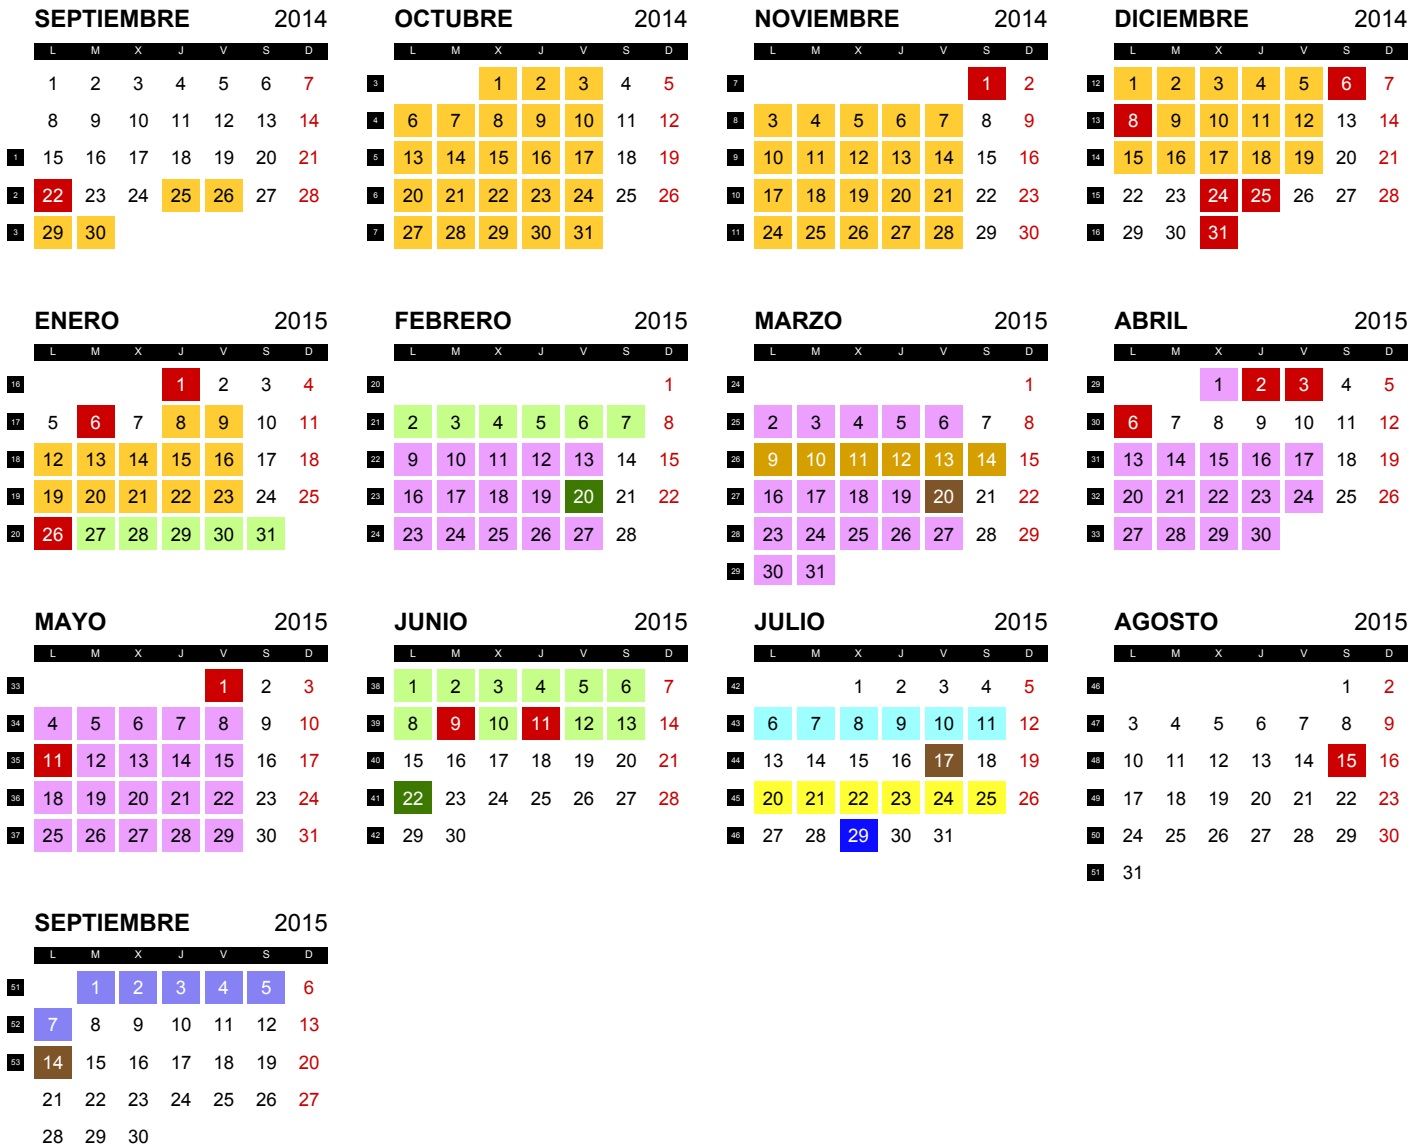 SEPTIEMBRE 2014
L M X J V S D
1 2 3 4 5 6 7
8 9 10 11 12 13 14
1 15 16 17 18 19 20 21
2 22 23 24 25 26 27 28
3 29 30
OCTUBRE 2014
L M X J V S D
3 1 2 3 4 5
4 6 7 8 9 10 11 12
5 13 14 15 16 17 18 19
6 20 21 22 23 24 25 26
7 27 28 29 30 31
NOVIEMBRE 2014
L M X J V S D
7 1 2
8 3 4 5 6 7 8 9
9 10 11 12 13 14 15 16
10 17 18 19 20 21 22 23
11 24 25 26 27 28 29 30
DICIEMBRE 2014
L M X J V S D
12 1 2 3 4 5 6 7
13 8 9 10 11 12 13 14
14 15 16 17 18 19 20 21
15 22 23 24 25 26 27 28
16 29 30 31
ENERO 2015
L M X J V S D
16 1 2 3 4
17 5 6 7 8 9 10 11
18 12 13 14 15 16 17 18
19 19 20 21 22 23 24 25
20 26 27 28 29 30 31
FEBRERO 2015
L M X J V S D
20 1
21 2 3 4 5 6 7 8
22 9 10 11 12 13 14 15
23 16 17 18 19 20 21 22
24 23 24 25 26 27 28
MARZO 2015
L M X J V S D
24 1
25 2 3 4 5 6 7 8
26 9 10 11 12 13 14 15
27 16 17 18 19 20 21 22
28 23 24 25 26 27 28 29
29 30 31
ABRIL 2015
L M X J V S D
29 1 2 3 4 5
30 6 7 8 9 10 11 12
31 13 14 15 16 17 18 19
32 20 21 22 23 24 25 26
33 27 28 29 30
MAYO 2015
L M X J V S D
33 1 2 3
34 4 5 6 7 8 9 10
35 11 12 13 14 15 16 17
36 18 19 20 21 22 23 24
37 25 26 27 28 29 30 31
JUNIO 2015
L M X J V S D
38 1 2 3 4 5 6 7
39 8 9 10 11 12 13 14
40 15 16 17 18 19 20 21
41 22 23 24 25 26 27 28
42 29 30
JULIO 2015
L M X J V S D
42 1 2 3 4 5
43 6 7 8 9 10 11 12
44 13 14 15 16 17 18 19
45 20 21 22 23 24 25 26
46 27 28 29 30 31
AGOSTO 2015
L M X J V S D
46 1 2
47 3 4 5 6 7 8 9
48 10 11 12 13 14 15 16
49 17 18 19 20 21 22 23
50 24 25 26 27 28 29 30
51 31
SEPTIEMBRE 2015
L M X J V S D
51 1 2 3 4 5 6
52 7 8 9 10 11 12 13
53 14 15 16 17 18 19 20
21 22 23 24 25 26 27
28 29 30